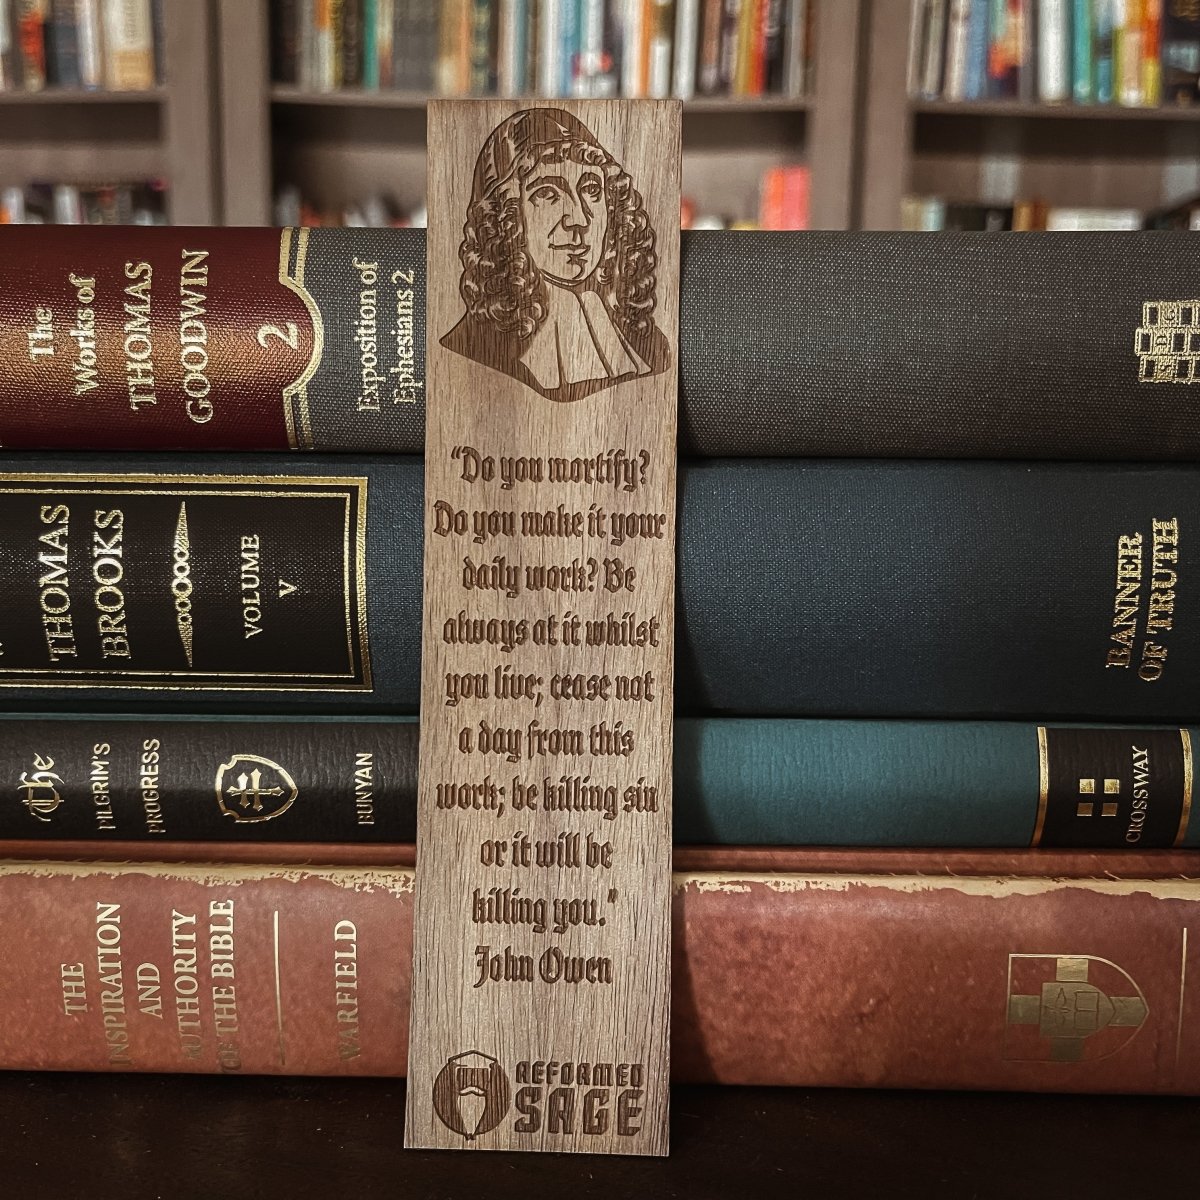 The
Works of
THOMAS
GOODWIN
2
Exposition of
Ephesians 2
THOMAS
BROOKS
VOLUME
V
BANNER
OF TRUTH
The
PILGRIM'S
PROGRESS
BUNYAN
CROSSWAY
THE
INSPIRATION
AND
AUTHORITY
OF THE BIBLE
WARFIELD
“Do you mortify?
Do you make it your
daily work? Be
always at it whilst
you live; cease not
a day from this
work; be killing sin
or it will be
killing you.”
John Owen
REFORMED
SAGE